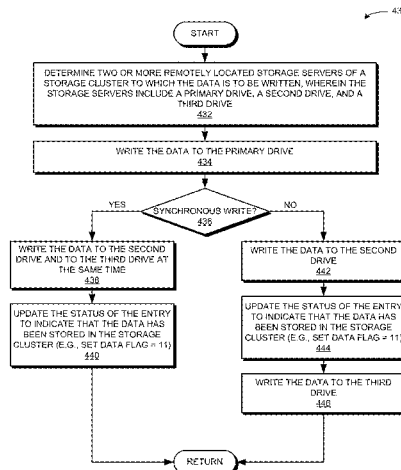 43
START
DETERMINE TWO OR MORE REMOTELY LOCATED STORAGE SERVERS OF A
STORAGE CLUSTER TO WHICH THE DATA IS TO BE WRITTEN, WHEREIN THE
STORAGE SERVERS INCLUDE A PRIMARY DRIVE, A SECOND DRIVE, AND A
THIRD DRIVE
432
WRITE THE DATA TO THE PRIMARY DRIVE
434
YES
SYNCHRONOUS WRITE?
436
NO
WRITE THE DATA TO THE SECOND
DRIVE AND TO THE THIRD DRIVE AT
THE SAME TIME
438
UPDATE THE STATUS OF THE ENTRY
TO INDICATE THAT THE DATA HAS
BEEN STORED IN THE STORAGE
CLUSTER (E.G., SET DATA FLAG = 11)
440
WRITE THE DATA TO THE SECOND
DRIVE
442
UPDATE THE STATUS OF THE ENTRY
TO INDICATE THAT THE DATA HAS
BEEN STORED IN THE STORAGE
CLUSTER (E.G., SET DATA FLAG = 11)
444
WRITE THE DATA TO THE THIRD
DRIVE
RETURN